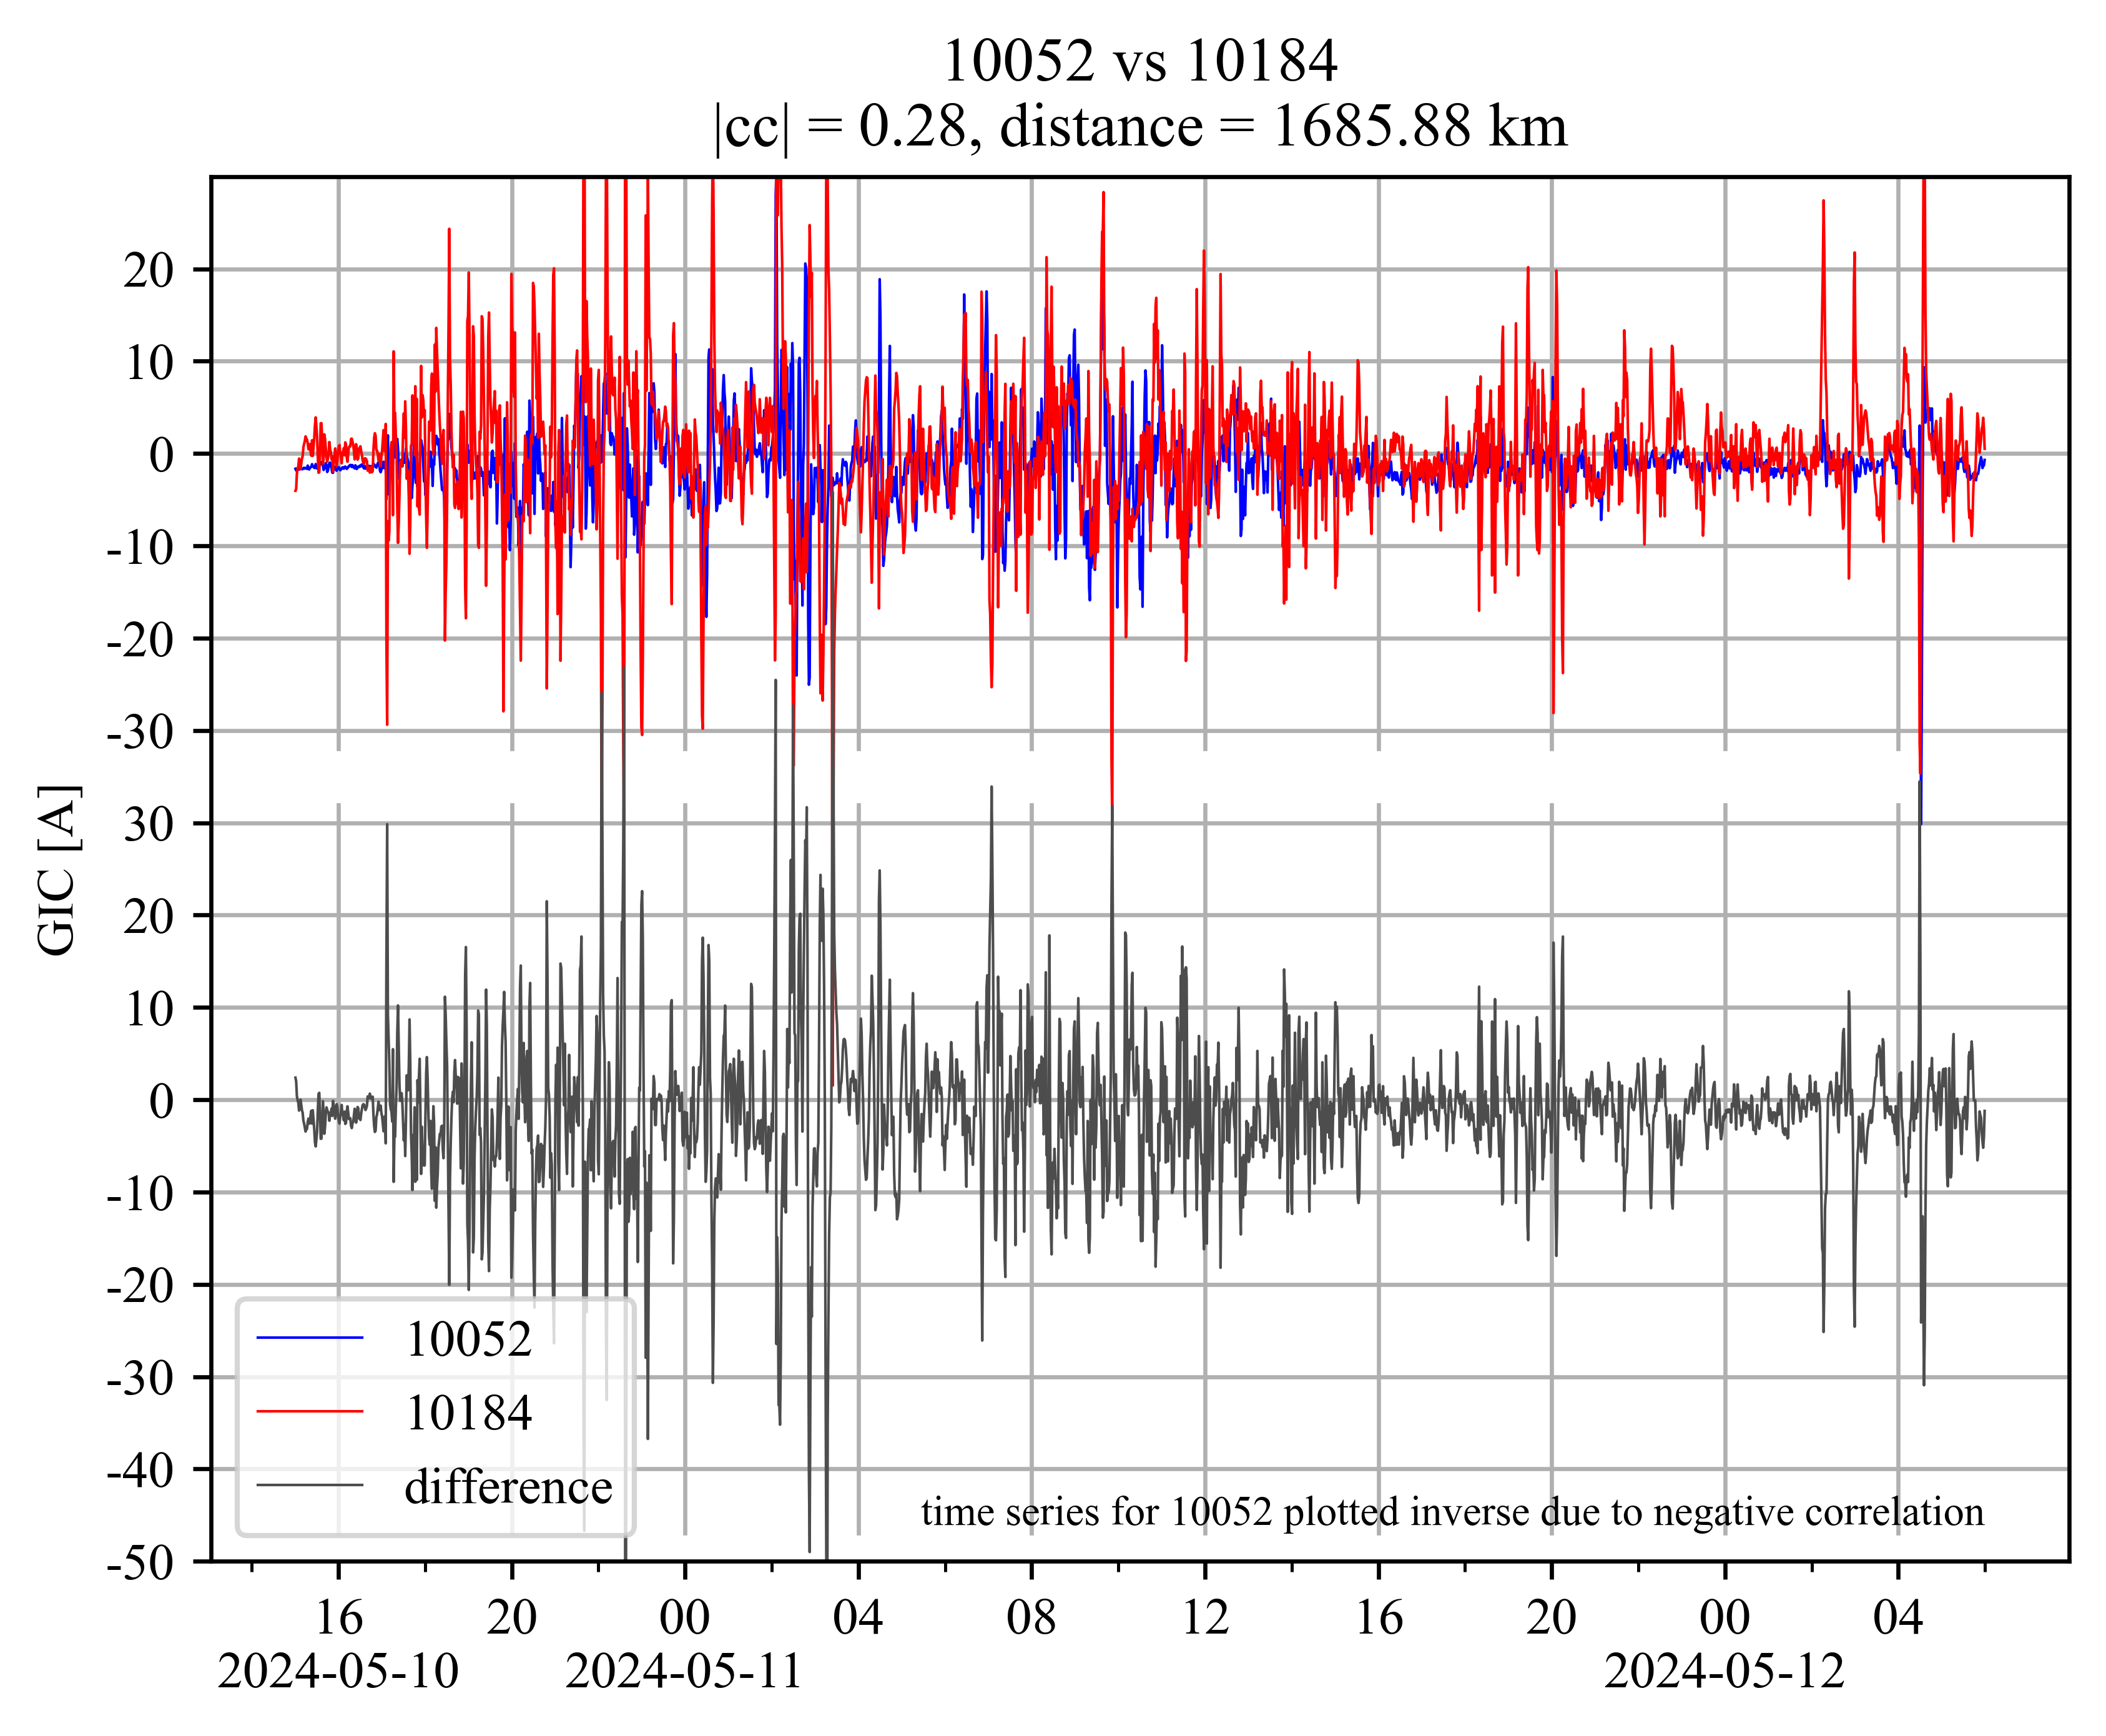 10052 vs 10184
|cc| = 0.28, distance = 1685.88 km
20
10
0
-10
-20
-30
30
20
10
0
-10
-20
-30
-40
-50
GIC [A]
10052
10184
difference
time series for 10052 plotted inverse due to negative correlation
16 20 00 04 08 12 16 20 00 04
2024-05-10 2024-05-11 2024-05-12